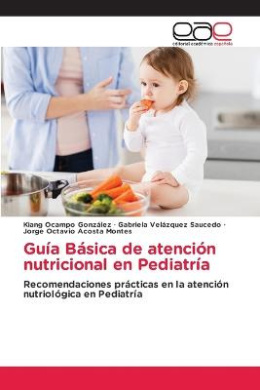 eae
editorial académica española
Kiang Ocampo González · Gabriela Velázquez Saucedo ·
Jorge Octavio Acosta Montes
Guía Básica de atención
nutricional en Pediatría
Recomendaciones prácticas en la atención
nutriológica en Pediatría